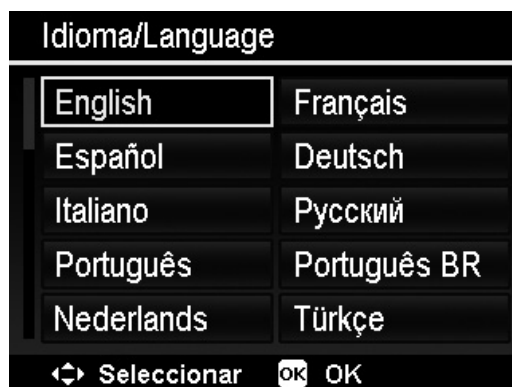 Idioma/Language
English Français
Español Deutsch
Italiano Русский
Português Português BR
Nederlands Türkçe
Seleccionar OK OK